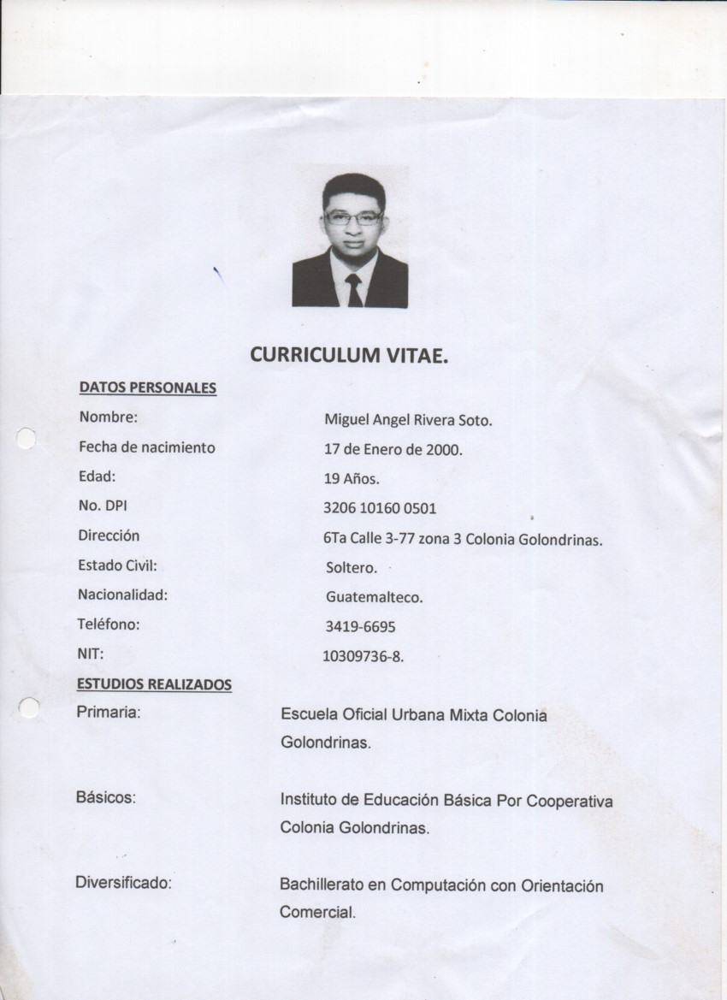 CURRICULUM VITAE.
DATOS PERSONALES
Nombre: Miguel Angel Rivera Soto.
Fecha de nacimiento 17 de Enero de 2000.
Edad: 19 Años.
No. DPI 3206 10160 0501
Dirección 6Ta Calle 3-77 zona 3 Colonia Golondrinas.
Estado Civil: Soltero.
Nacionalidad: Guatemalteco.
Teléfono: 3419-6695
NIT: 10309736-8.
ESTUDIOS REALIZADOS
Primaria: Escuela Oficial Urbana Mixta Colonia
Golondrinas.
Básicos: Instituto de Educación Básica Por Cooperativa
Colonia Golondrinas.
Diversificado: Bachillerato en Computación con Orientación
Comercial.